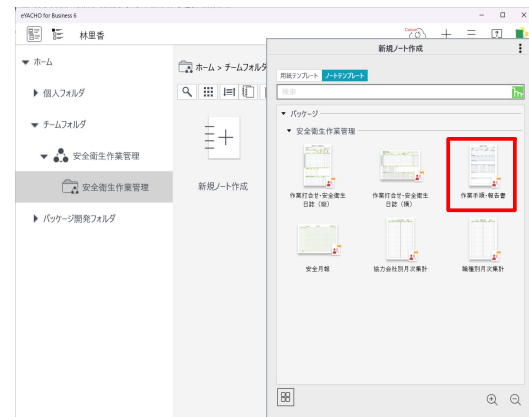 eYACHO for Business 6
林里香
新規ノート作成
ホーム
個人フォルダ
チームフォルダ
安全衛生作業管理
安全衛生作業管理
パッケージ開発フォルダ
ホーム > チームフォルダ
新規ノート作成
用紙テンプレート ノートテンプレート
検索
パッケージ
安全衛生作業管理
作業打合せ・安全衛生
日誌（縦）
作業打合せ・安全衛生
日誌（横）
作業手順・報告書
安全月報
協力会社別月次集計
職種別月次集計